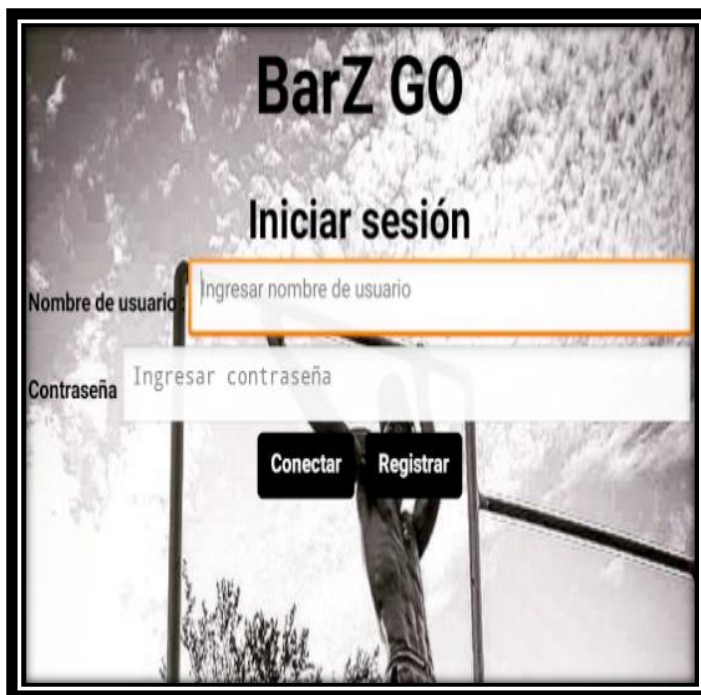 BarZ GO
Iniciar sesión
Nombre de usuario: Ingresar nombre de usuario
Contraseña Ingresar contraseña
Conectar Registrar